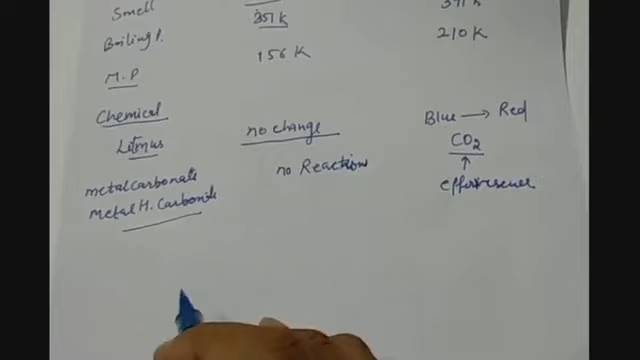 Smell
Boiling P. 351 K 391 K
M.P 156 K 210 K
Chemical
Litmus no change Blue → Red
metal carbonate no Reaction CO2
Metal H. Carbonate ↑
effervescence